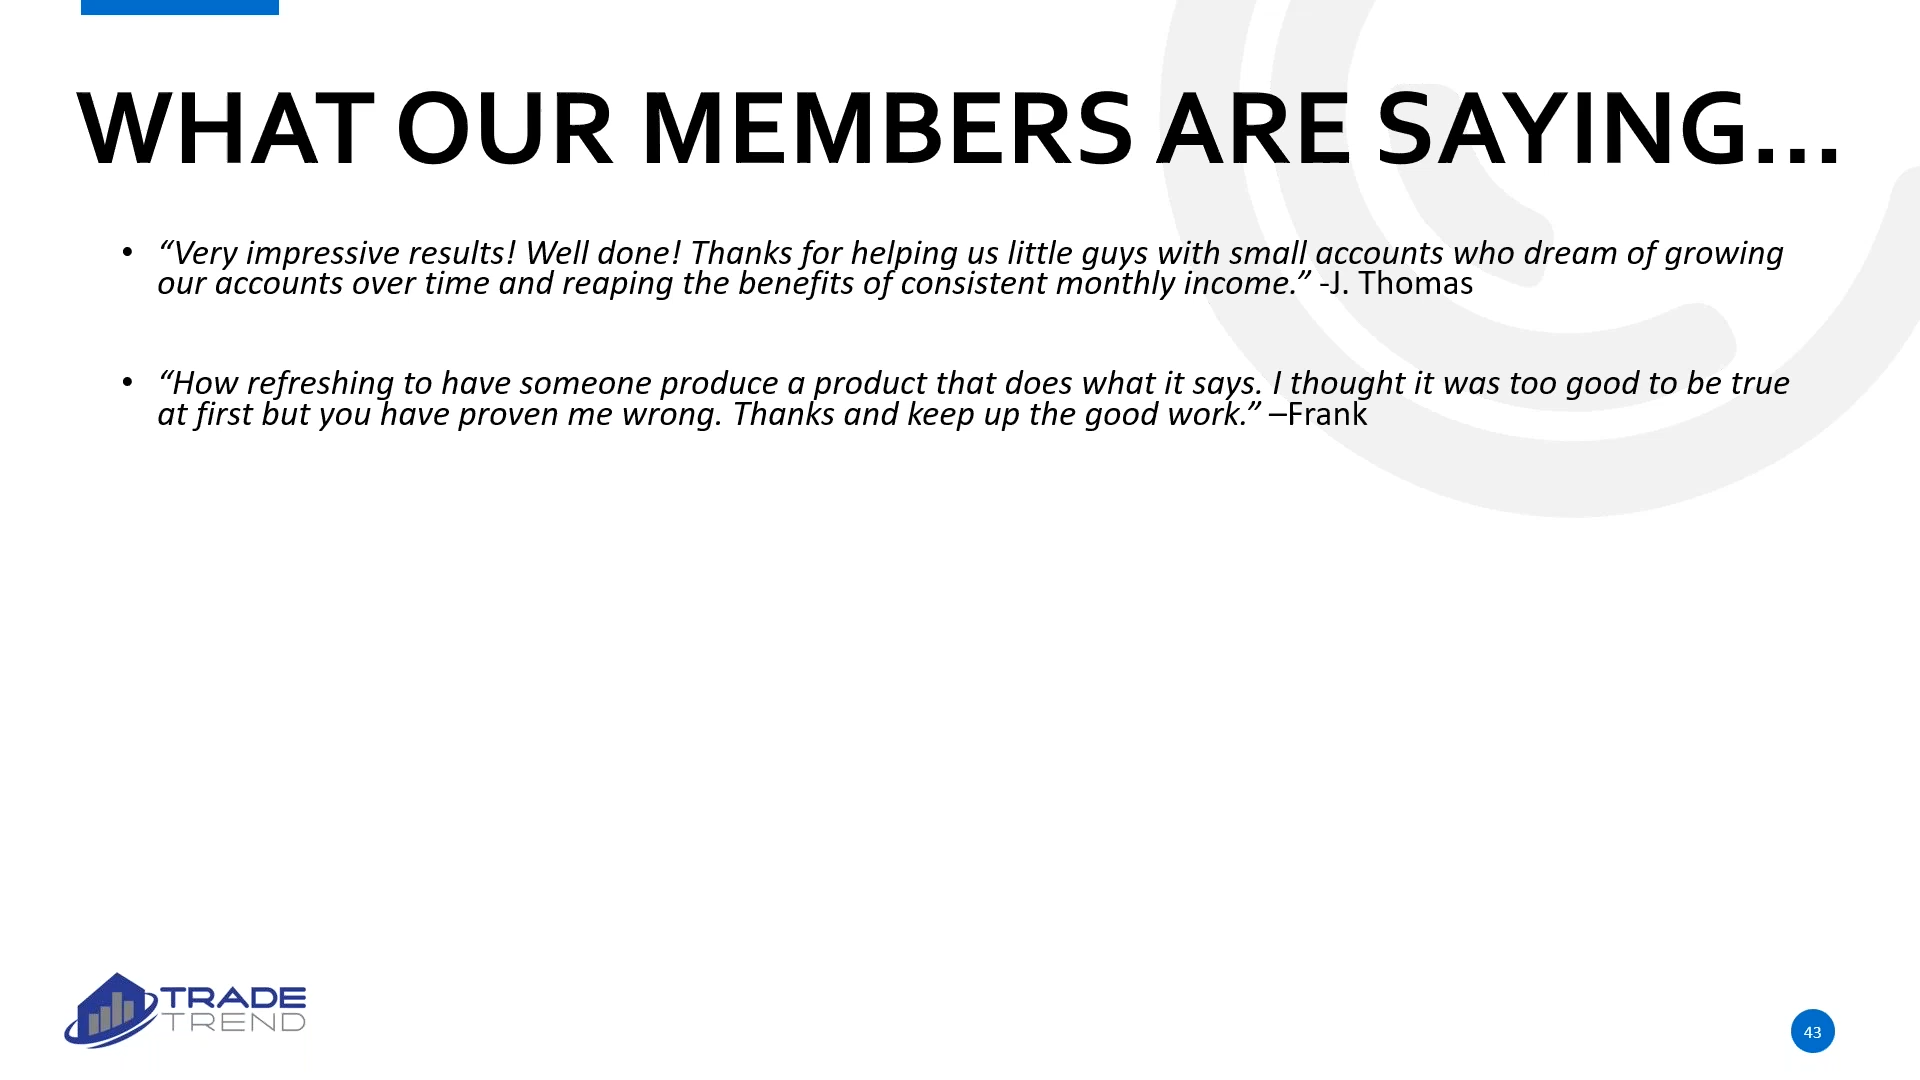 WHAT OUR MEMBERS ARE SAYING...
• “Very impressive results! Well done! Thanks for helping us little guys with small accounts who dream of growing
our accounts over time and reaping the benefits of consistent monthly income.” -J. Thomas
• “How refreshing to have someone produce a product that does what it says. I thought it was too good to be true
at first but you have proven me wrong. Thanks and keep up the good work.” –Frank
TRADE
TREND
43